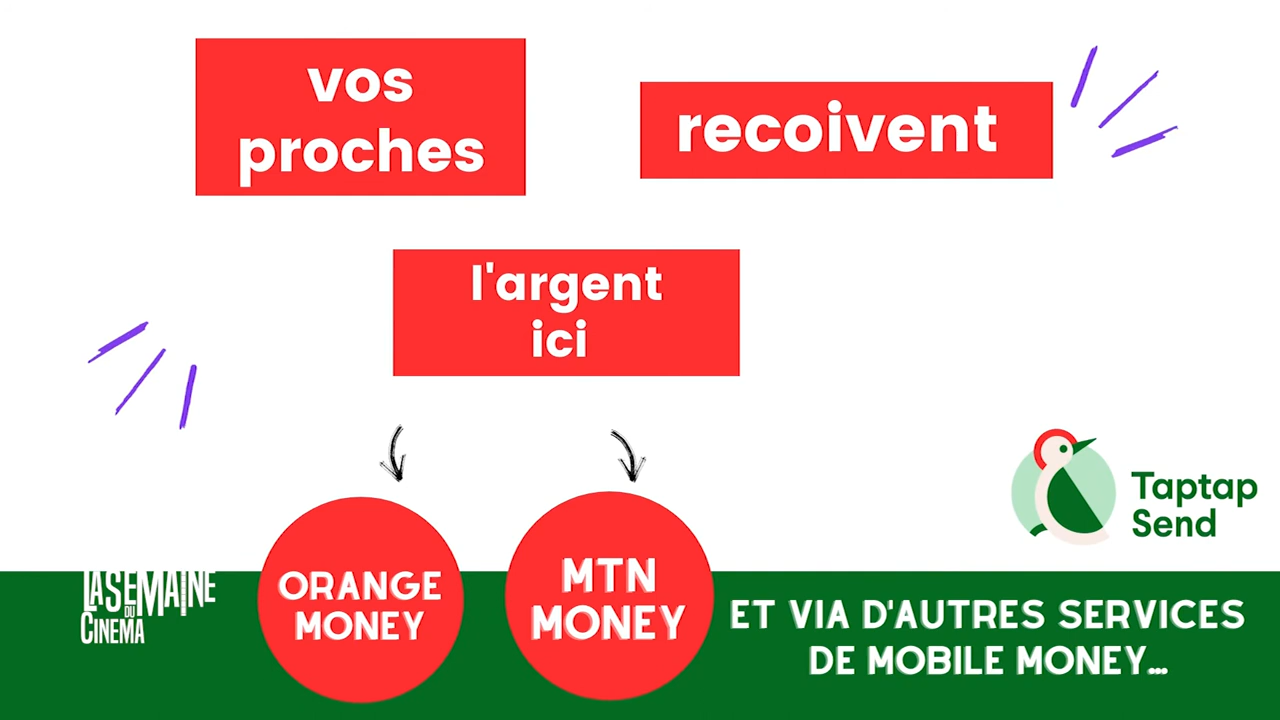 vos
proches
recoivent
l'argent
ici
Taptap
Send
LA SEMAINE
DU
CINEMA
ORANGE
MONEY
MTN
MONEY
ET VIA D'AUTRES SERVICES
DE MOBILE MONEY...